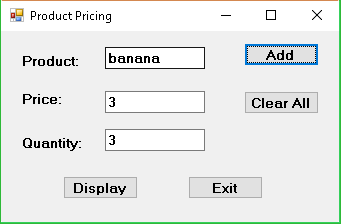 Product Pricing
Product: banana Add
Price: 3 Clear All
Quantity: 3
Display Exit